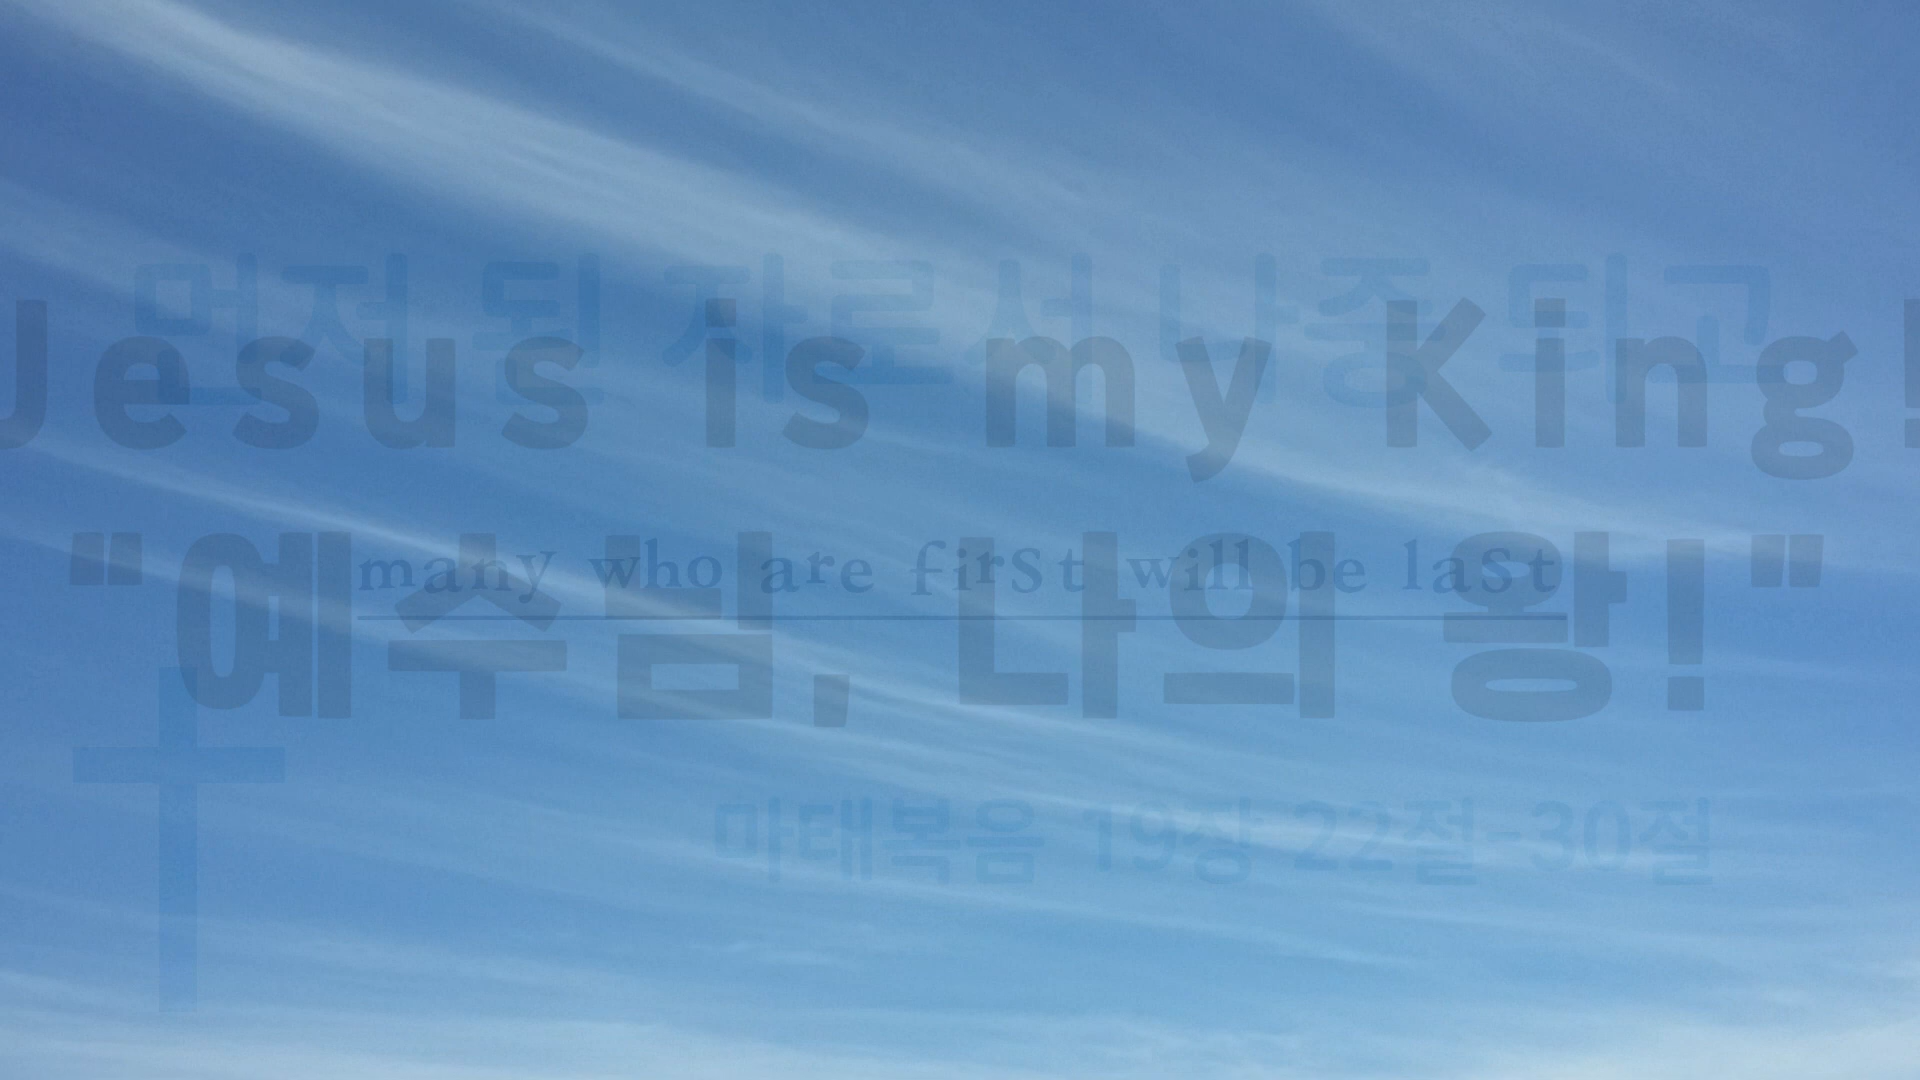 먼저 된 자로서 나중 되고
Jesus is my King!
many who are first will be last
"예수님, 나의 왕!"
마태복음 19장 22절-30절